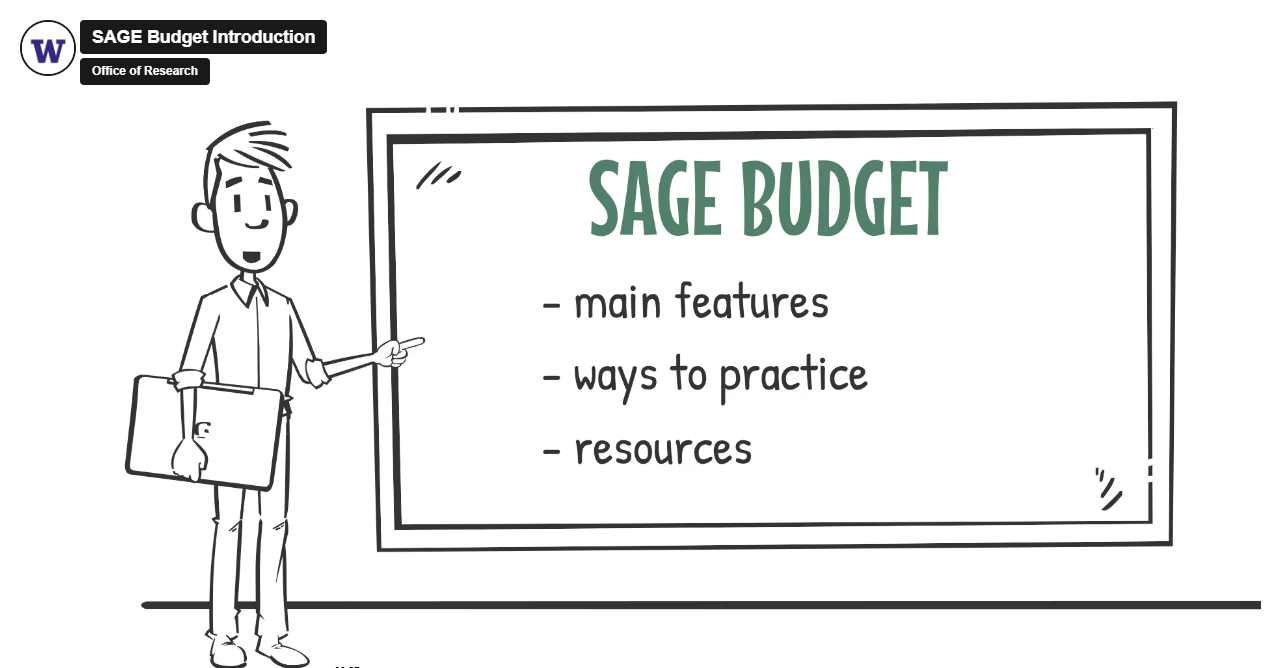 W
SAGE Budget Introduction
Office of Research
SAGE BUDGET
- main features
- ways to practice
- resources